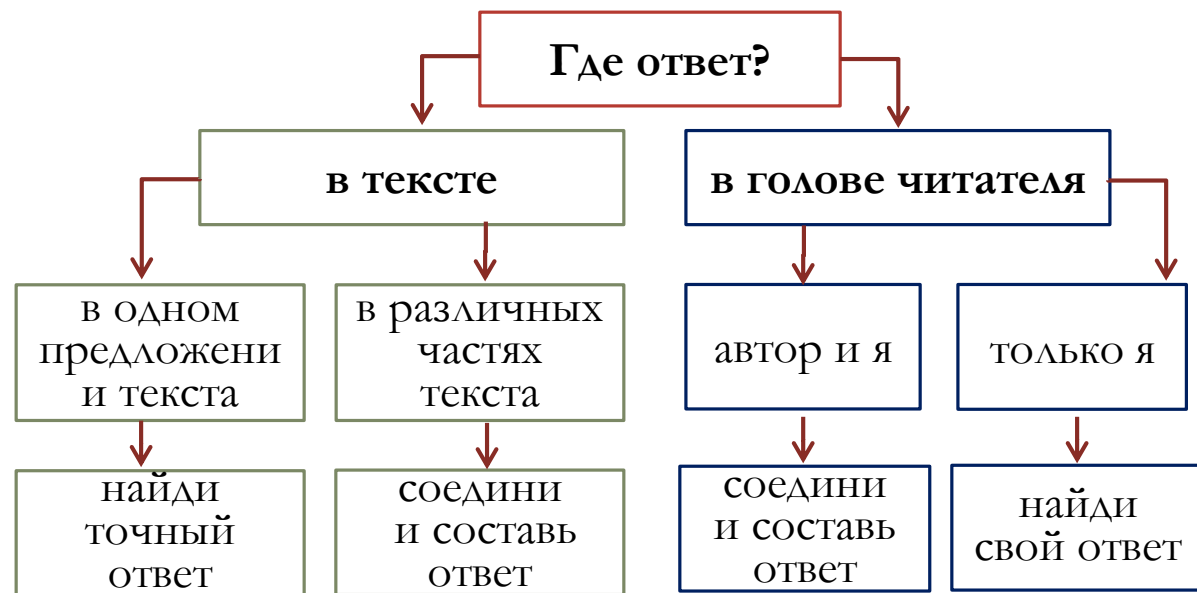 Где ответ?
в тексте
в голове читателя
в одном
предложени
и текста
в различных
частях
текста
автор и я
только я
найди
точный
ответ
соедини
и составь
ответ
соедини
и составь
ответ
найди
свой ответ